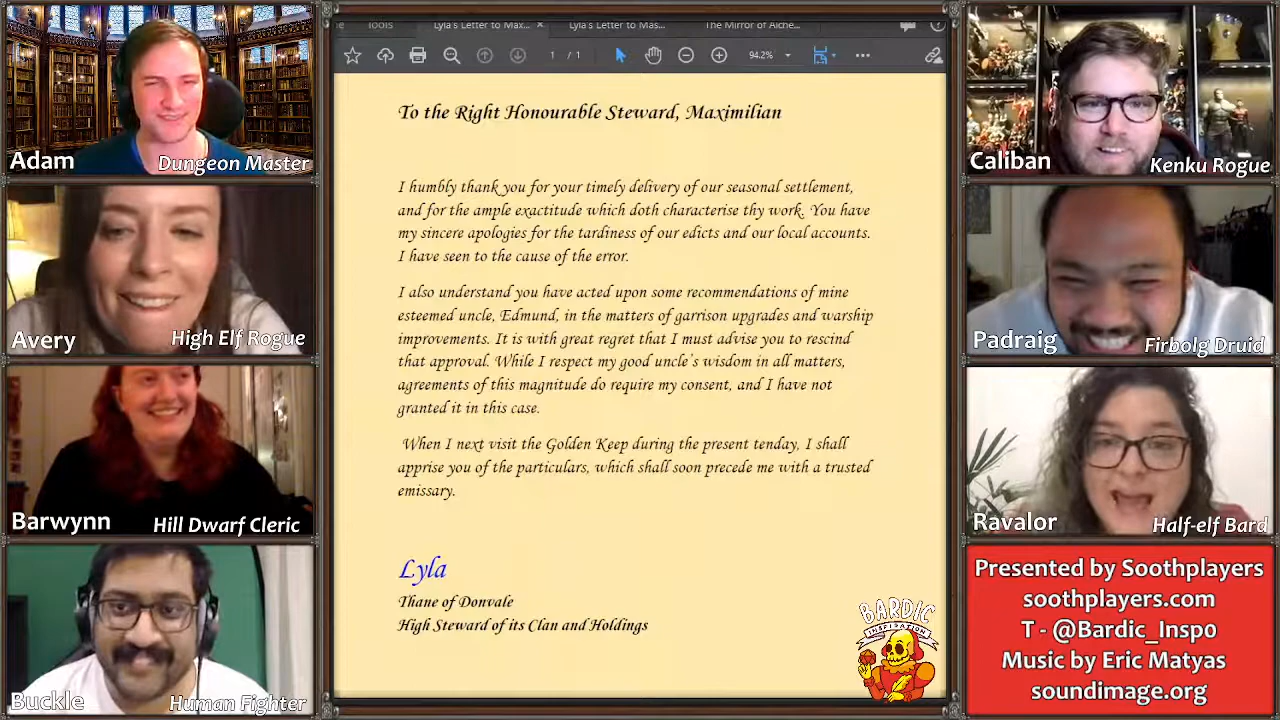 Adam
Dungeon Master
Avery
High Elf Rogue
Barwynn
Hill Dwarf Cleric
Buckle
Human Fighter
Tools
Lyla's Letter to Max...
Lyla's Letter to Mas...
The Mirror of Alche...
1 / 1
94.2%
To the Right Honourable Steward, Maximilian
I humbly thank you for your timely delivery of our seasonal settlement,
and for the ample exactitude which doth characterise thy work. You have
my sincere apologies for the tardiness of our edicts and our local accounts.
I have seen to the cause of the error.
I also understand you have acted upon some recommendations of mine
esteemed uncle, Edmund, in the matters of garrison upgrades and warship
improvements. It is with great regret that I must advise you to rescind
that approval. While I respect my good uncle's wisdom in all matters,
agreements of this magnitude do require my consent, and I have not
granted it in this case.
When I next visit the Golden Keep during the present tenday, I shall
apprise you of the particulars, which shall soon precede me with a trusted
emissary.
Lyla
Thane of Donvale
High Steward of its Clan and Holdings
BARDIC
INSPIRATION
Caliban
Kenku Rogue
Padraig
Firbolg Druid
Ravalor
Half-elf Bard
Presented by Soothplayers
soothplayers.com
T - @Bardic_Insp0
Music by Eric Matyas
soundimage.org